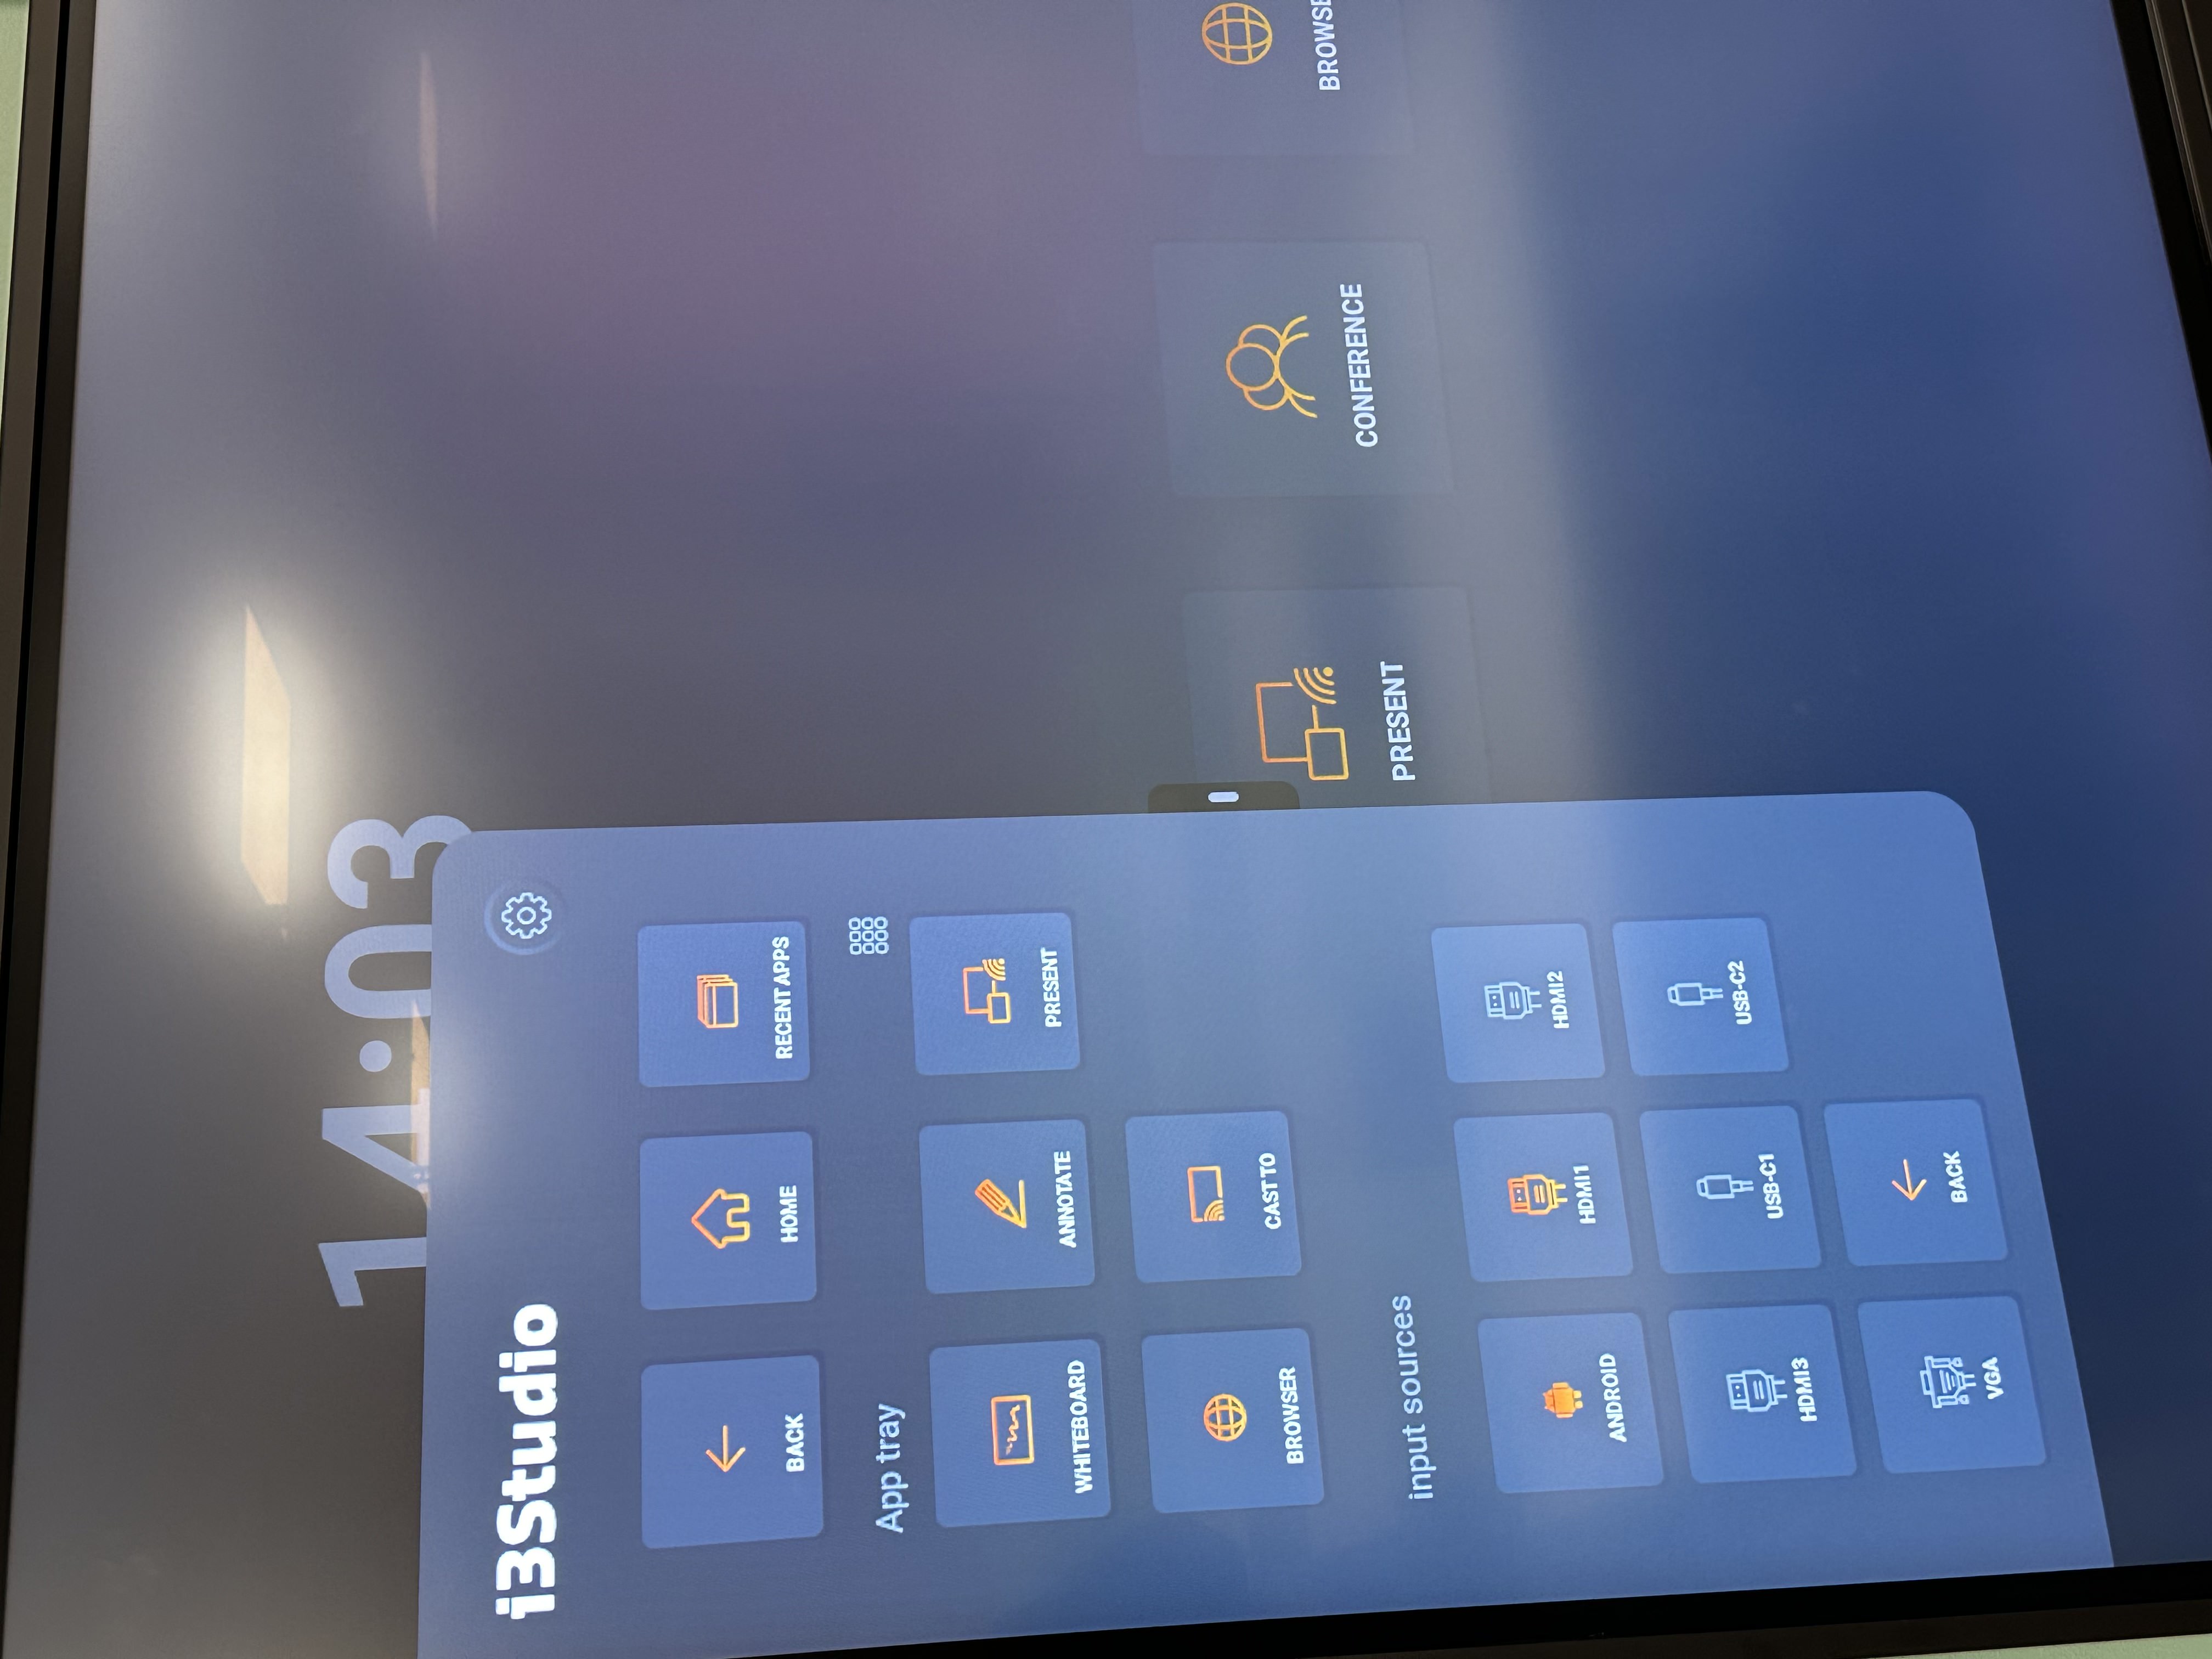 14:03
i3Studio
BACK
HOME
RECENT APPS
App tray
WHITEBOARD
ANNOTATE
PRESENT
BROWSER
CAST TO
input sources
ANDROID
HDMI1
HDMI2
HDMI3
USB-C1
USB-C2
VGA
BACK
PRESENT
CONFERENCE
BROWSE